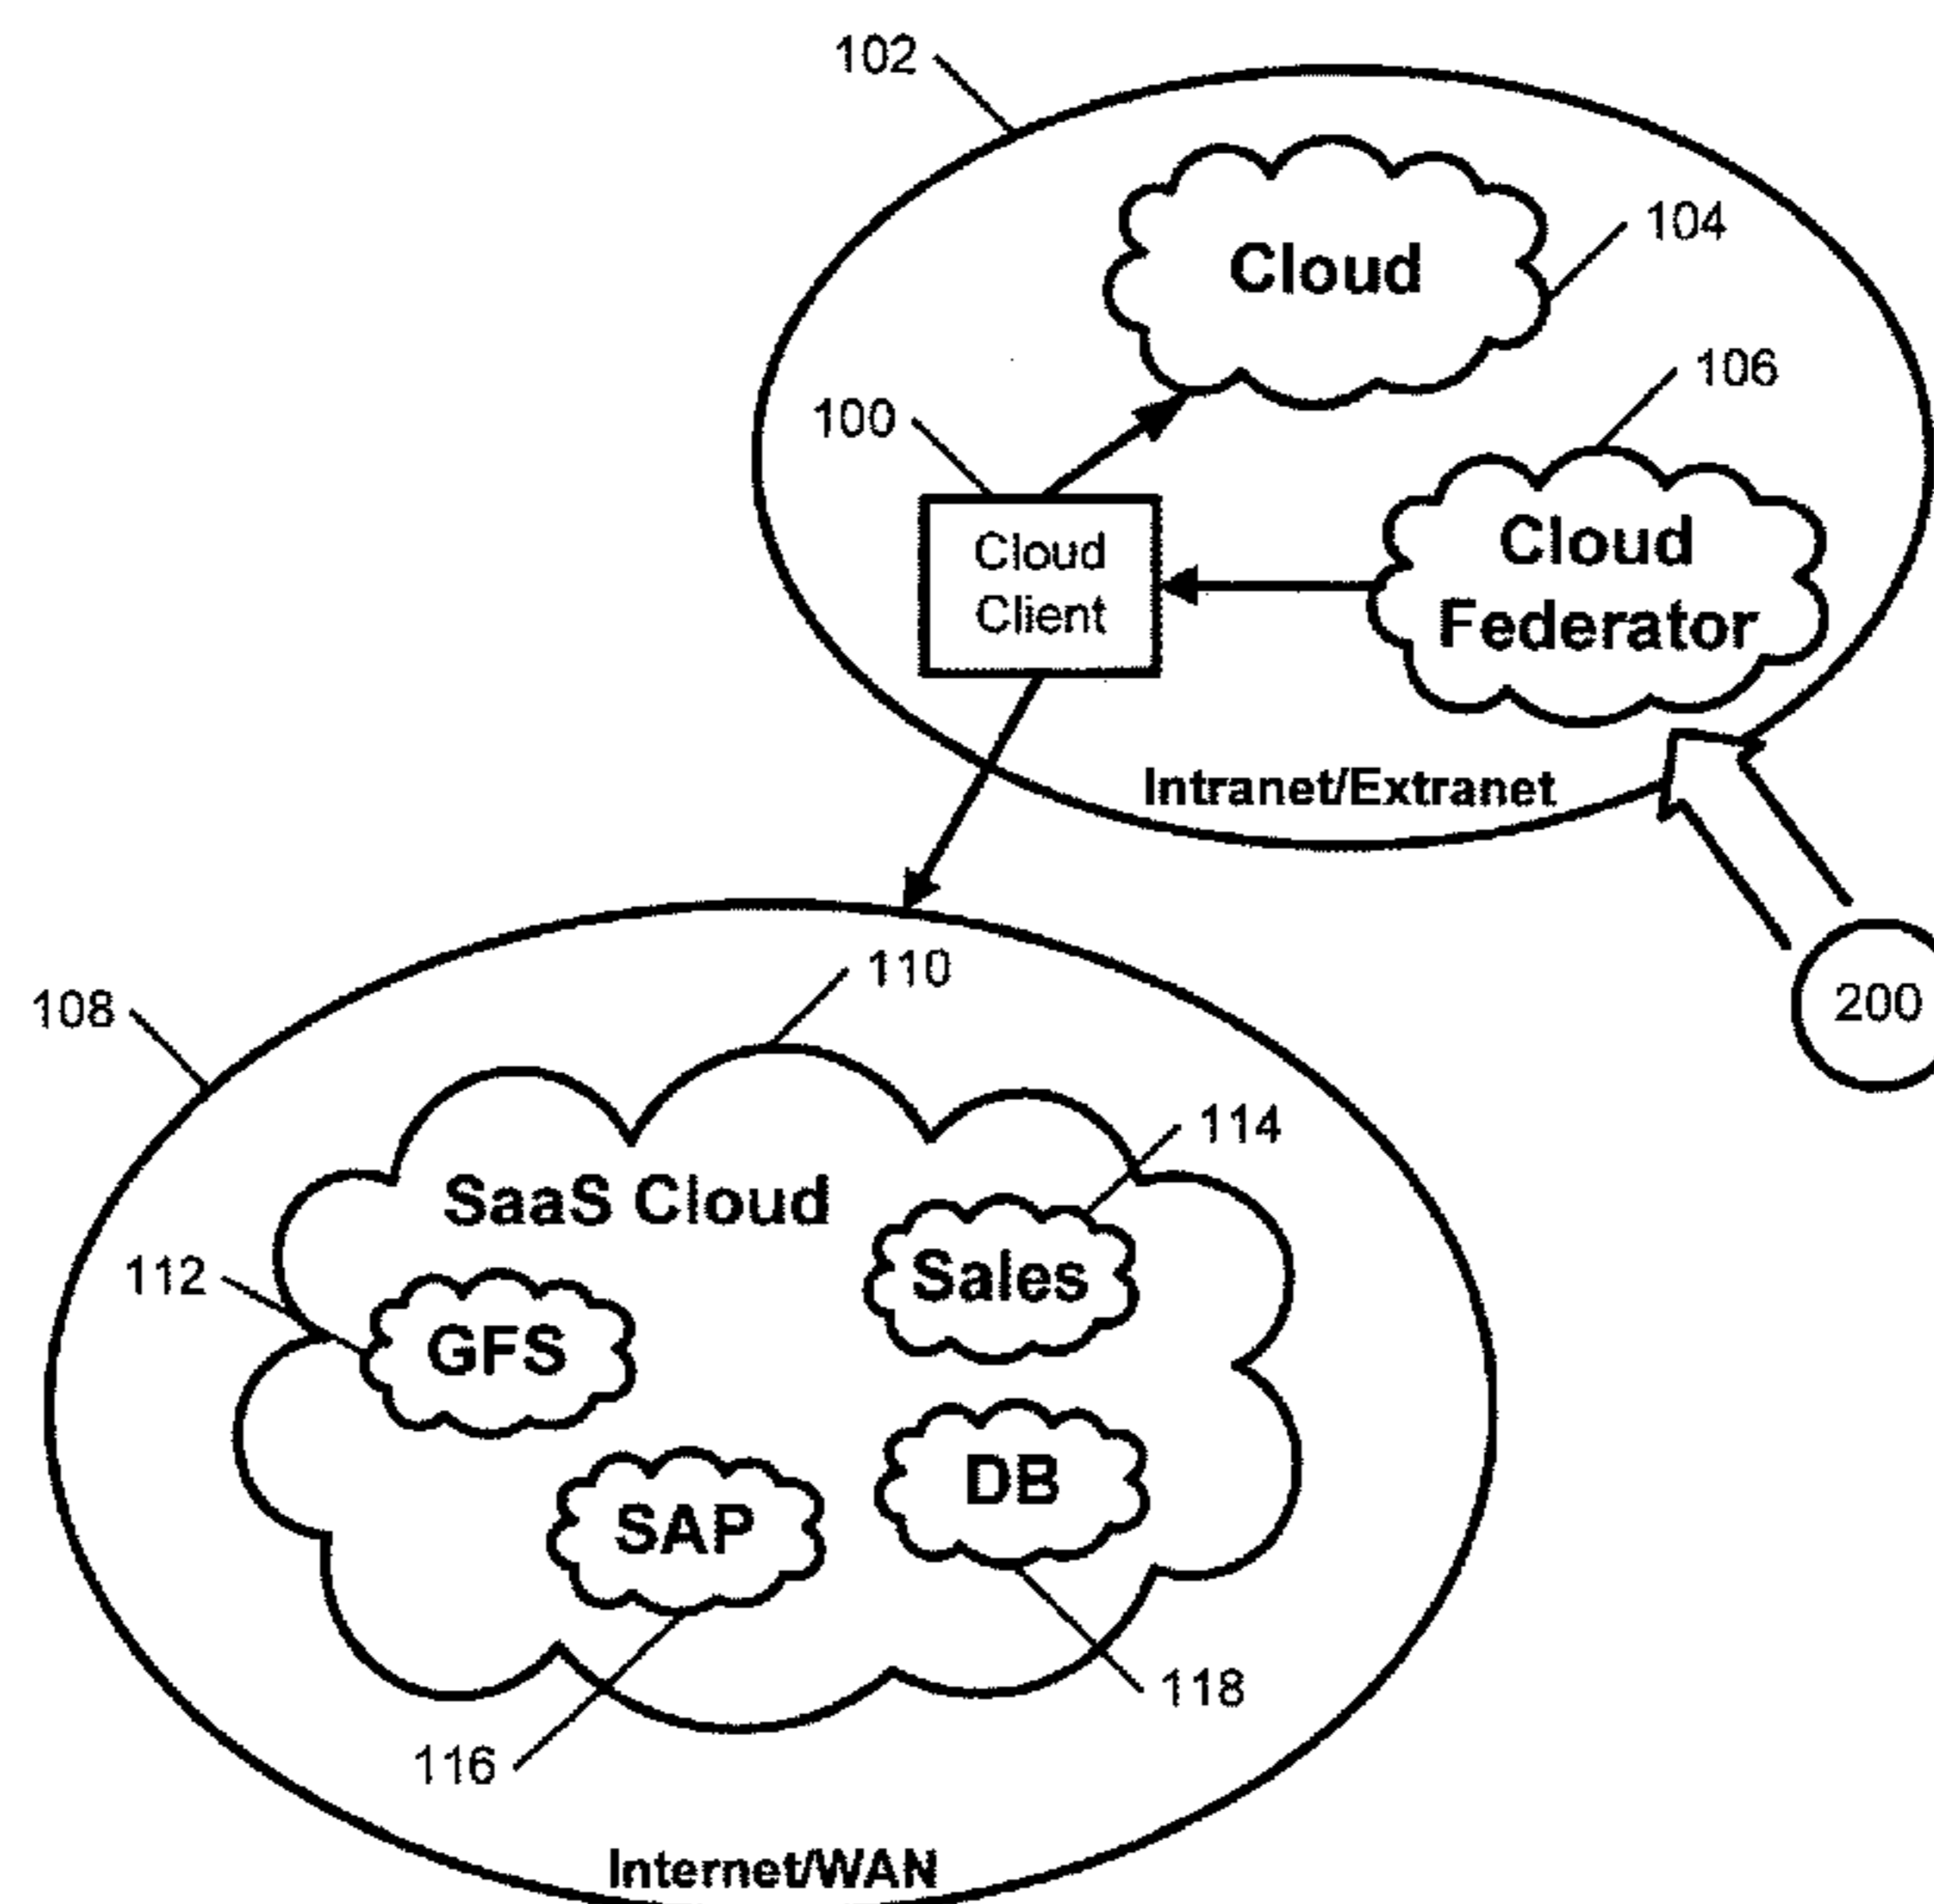 102
Cloud
104
106
100
Cloud
Client
Cloud
Federator
Intranet/Extranet
200
108
110
114
SaaS Cloud
112
Sales
GFS
DB
SAP
118
116
Internet/WAN